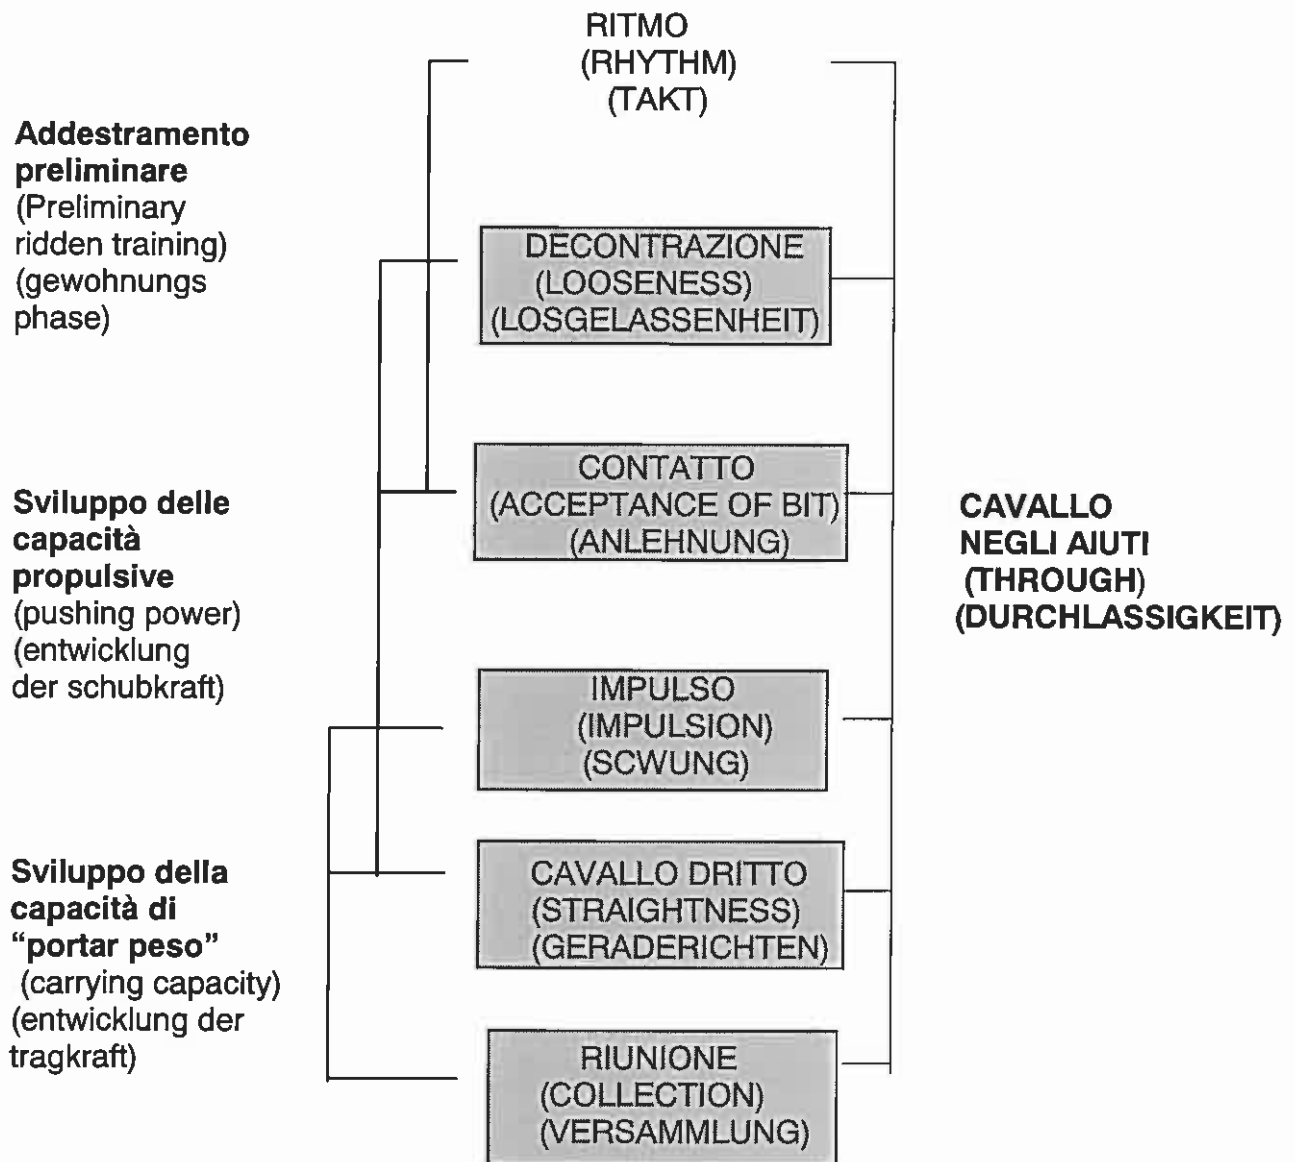 RITMO
(RHYTHM)
(TAKT)
Addestramento
preliminare
(Preliminary
ridden training)
(gewohnungs
phase)
DECONTRAZIONE
(LOOSENESS)
(LOSGELASSENHEIT)
CONTATTO
(ACCEPTANCE OF BIT)
(ANLEHNUNG)
Sviluppo delle
capacità
propulsive
(pushing power)
(entwicklung
der schubkraft)
CAVALLO
NEGLI AIUTI
(THROUGH)
(DURCHLASSIGKEIT)
IMPULSO
(IMPULSION)
(SCWUNG)
Sviluppo della
capacità di
“portar peso”
(carrying capacity)
(entwicklung der
tragkraft)
CAVALLO DRITTO
(STRAIGHTNESS)
(GERADERICHTEN)
RIUNIONE
(COLLECTION)
(VERSAMMLUNG)